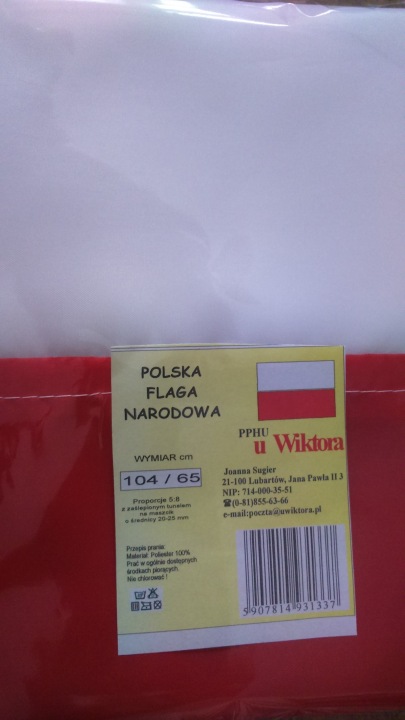 POLSKA
FLAGA
NARODOWA
WYMIAR cm
104 / 65
Proporcje 5:8
z zaślepionym tunelem
na maszcik
o średnicy 20-25 mm
Przepis prania:
Materiał: Poliester 100%
Prać w ogólnie dostępnych
środkach piorących.
Nie chlorować !
PPHU
u Wiktora
Joanna Sugier
21-100 Lubartów, Jana Pawła II 3
NIP: 714-000-35-51
☎(0-81)855-63-66
e-mail:poczta@uwiktora.pl
5907814931337